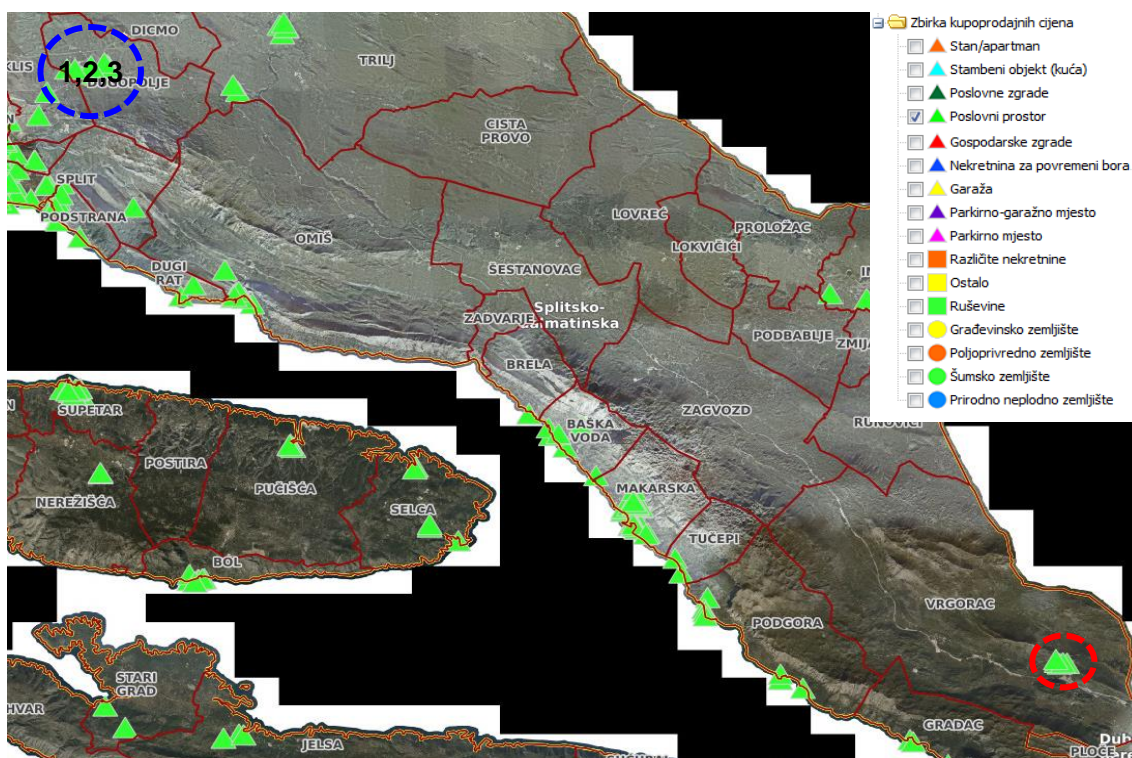 DICMO
TRILJ
KLIS
1,2,3
DUGOPOLJE
CISTA
PROVO
SPLIT
PODSTRANA
OMIŠ
LOVREĆ
LOKVIČIĆI
PROLOŽAC
DUGI
RAT
ŠESTANOVAC
ZADVARJE
Splitsko-
dalmatinska
PODBABLJE
ZMIJA
BRELA
ZAGVOZD
RUNOVIĆI
BAŠKA
VODA
SUPETAR
POSTIRA
NEREŽIŠĆA
PUČIŠĆA
SELCA
MAKARSKA
TUČEPI
BOL
VRGORAC
PODGORA
STARI
GRAD
HVAR
JELSA
GRADAC
PLOČE
Zbirka kupoprodajnih cijena
Stan/apartman
Stambeni objekt (kuća)
Poslovne zgrade
Poslovni prostor
Gospodarske zgrade
Nekretnina za povremeni bora
Garaža
Parkirno-garažno mjesto
Parkirno mjesto
Različite nekretnine
Ostalo
Ruševine
Građevinsko zemljište
Poljoprivredno zemljište
Šumsko zemljište
Prirodno neplodno zemljište